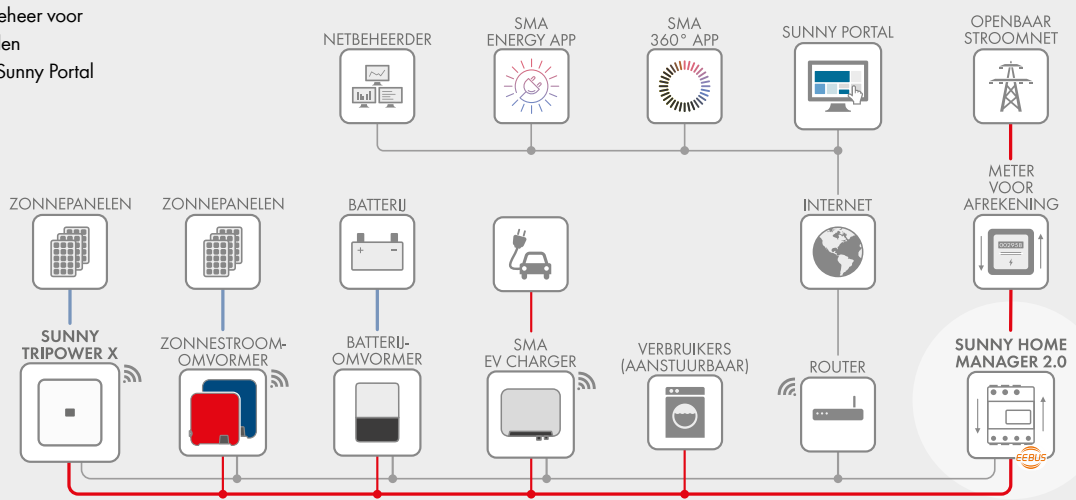 eheer voor
len
Sunny Portal
NETBEHEERDER
SMA
ENERGY APP
SMA
360° APP
SUNNY PORTAL
OPENBAAR
STROOMNET
ZONNEPANELEN
ZONNEPANELEN
BATTERIJ
INTERNET
METER
VOOR
AFREKENING
SUNNY
TRIPOWER X
ZONNESTROOM-
OMVORMER
BATTERIJ-
OMVORMER
SMA
EV CHARGER
VERBRUIKERS
(AANSTUURBAAR)
ROUTER
SUNNY HOME
MANAGER 2.0
EEBUS